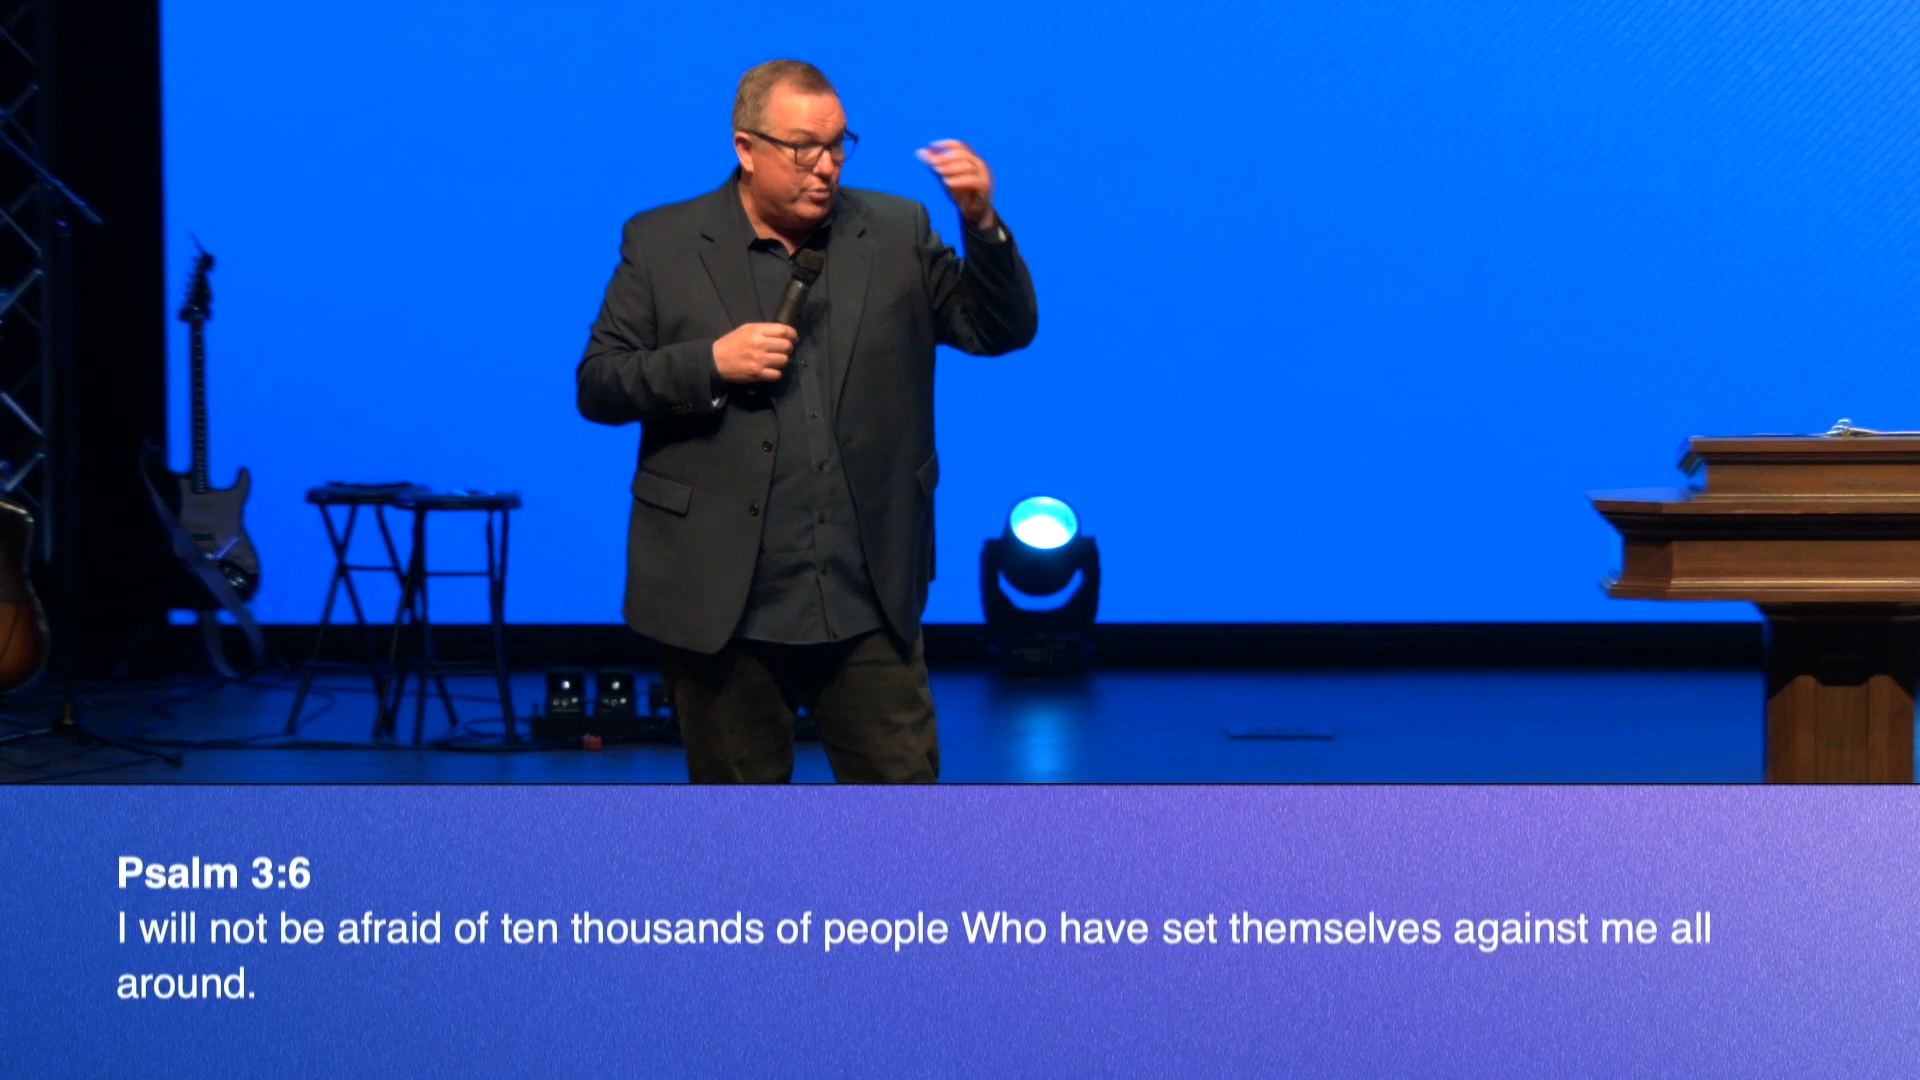 Psalm 3:6
I will not be afraid of ten thousands of people Who have set themselves against me all
around.